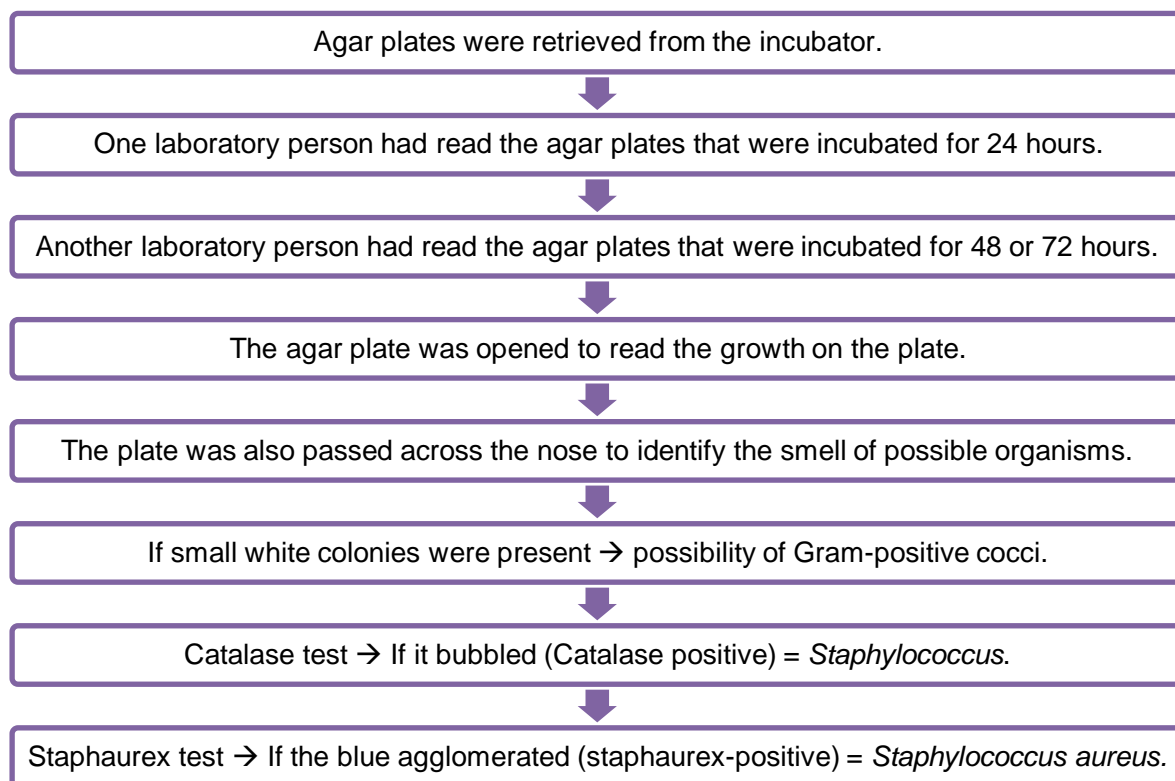 Agar plates were retrieved from the incubator.
One laboratory person had read the agar plates that were incubated for 24 hours.
Another laboratory person had read the agar plates that were incubated for 48 or 72 hours.
The agar plate was opened to read the growth on the plate.
The plate was also passed across the nose to identify the smell of possible organisms.
If small white colonies were present → possibility of Gram-positive cocci.
Catalase test → If it bubbled (Catalase positive) = Staphylococcus.
Staphaurex test → If the blue agglomerated (staphaurex-positive) = Staphylococcus aureus.